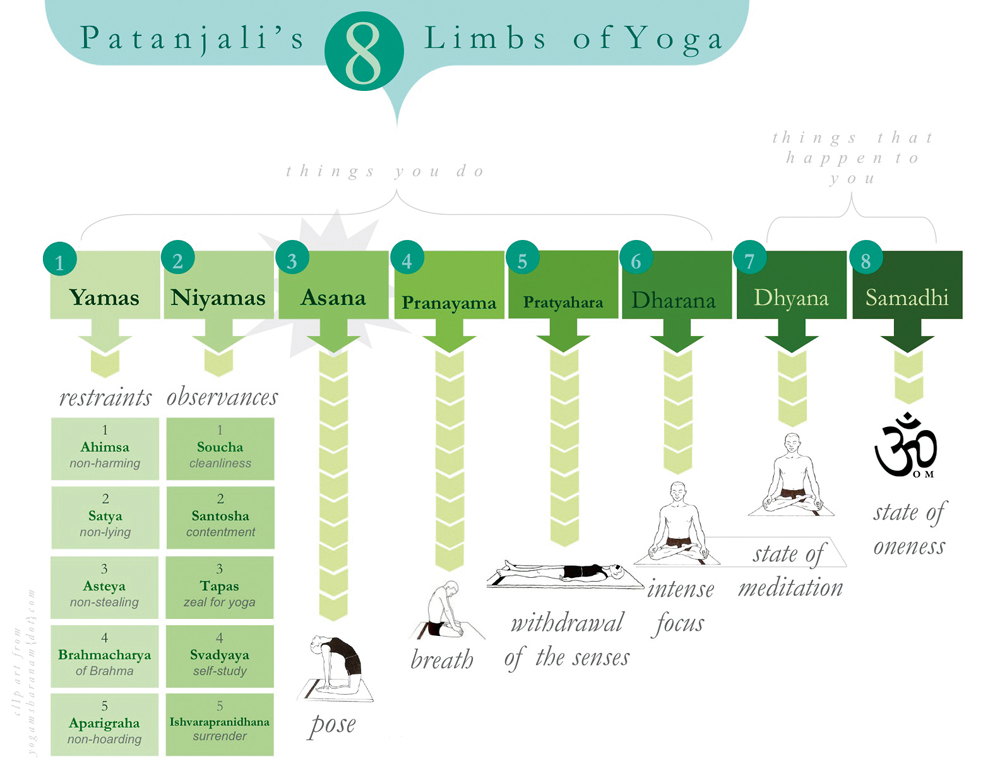 Patanjali's 8 Limbs of Yoga
things you do
things that
happen to
you
1
Yamas
2
Niyamas
3
Asana
4
Pranayama
5
Pratyahara
6
Dharana
7
Dhyana
8
Samadhi
restraints
1
Ahimsa
non-harming
2
Satya
non-lying
3
Asteya
non-stealing
4
Brahmacharya
of Brahma
5
Aparigraha
non-hoarding
observances
1
Soucha
cleanliness
2
Santosha
contentment
3
Tapas
zeal for yoga
4
Svadyaya
self-study
5
Ishvarapranidhana
surrender
pose
breath
withdrawal
of the senses
intense
focus
state of
meditation
ॐ
OM
state of
oneness
clip art from
yogamsharanam{dot}com